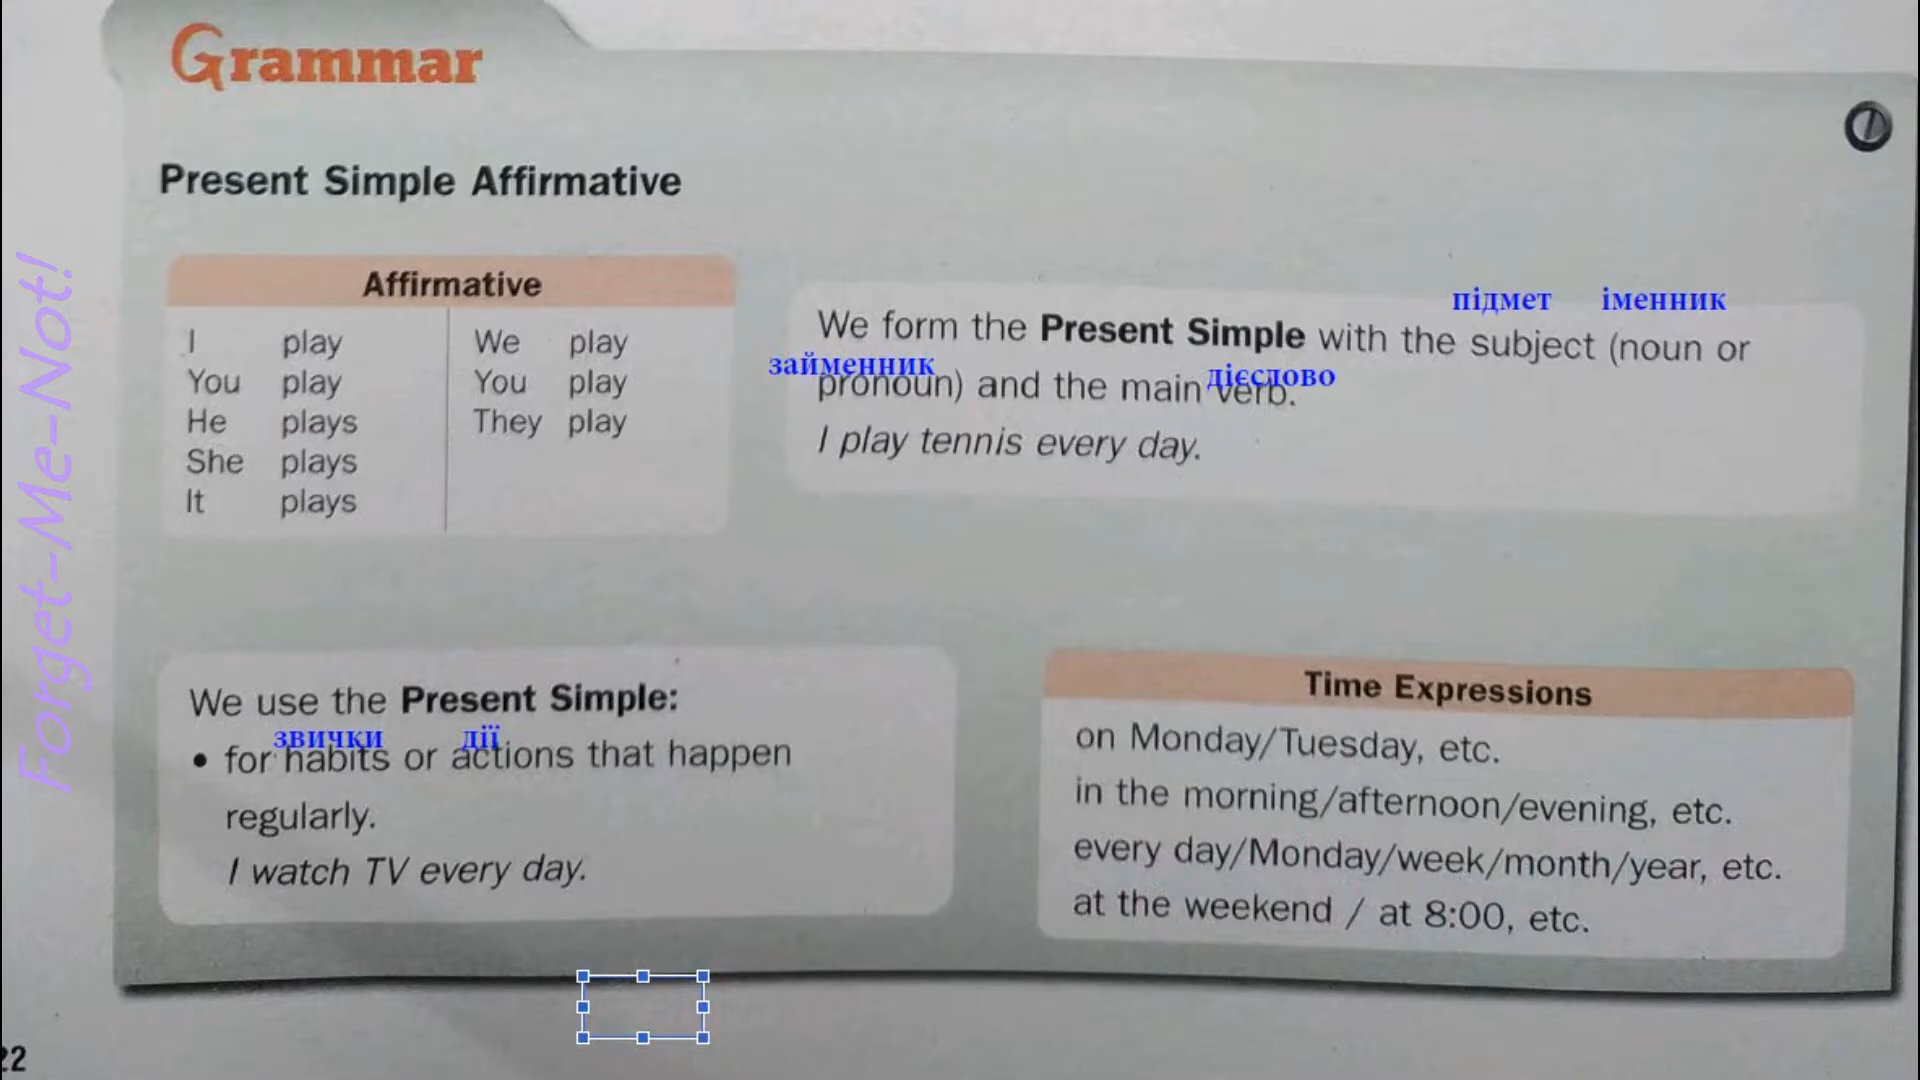 Grammar
Present Simple Affirmative
Affirmative
I play We play
You play You play
He plays They play
She plays
It plays
підмет іменник
We form the Present Simple with the subject (noun or
займенник дієслово
pronoun) and the main verb.
I play tennis every day.
We use the Present Simple:
звички дії
• for habits or actions that happen
regularly.
I watch TV every day.
Time Expressions
on Monday/Tuesday, etc.
in the morning/afternoon/evening, etc.
every day/Monday/week/month/year, etc.
at the weekend / at 8:00, etc.
Forget-Me-Not!
22